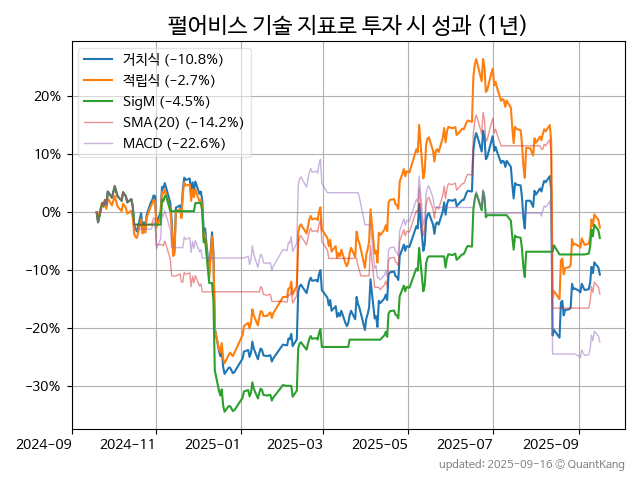 펄어비스 기술 지표로 투자 시 성과 (1년)
거치식 (−10.8%)
적립식 (−2.7%)
SigM (−4.5%)
SMA(20) (−14.2%)
MACD (−22.6%)
20%
10%
0%
−10%
−20%
−30%
2024-09 2024-11 2025-01 2025-03 2025-05 2025-07 2025-09
updated: 2025-09-16 © QuantKang